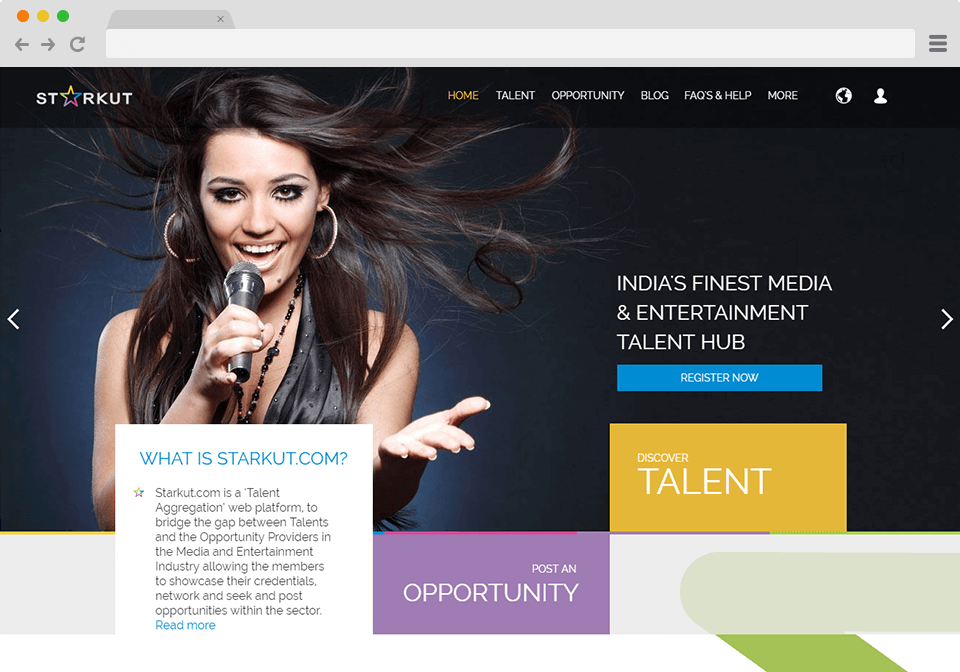 ST★RKUT
HOME TALENT OPPORTUNITY BLOG FAQ'S & HELP MORE
INDIA'S FINEST MEDIA
& ENTERTAINMENT
TALENT HUB
REGISTER NOW
WHAT IS STARKUT.COM?
Starkut.com is a 'Talent
Aggregation' web platform, to
bridge the gap between Talents
and the Opportunity Providers in
the Media and Entertainment
Industry allowing the members
to showcase their credentials,
network and seek and post
opportunities within the sector.
Read more
DISCOVER
TALENT
POST AN
OPPORTUNITY